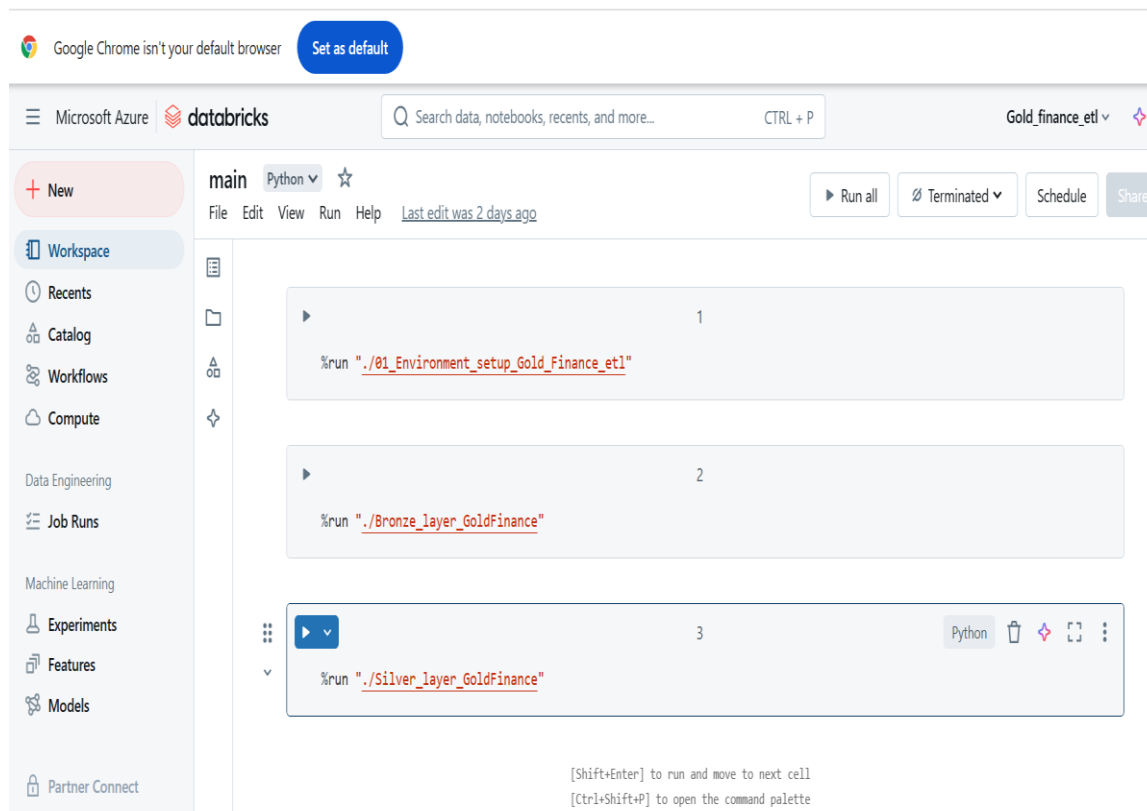 Google Chrome isn't your default browser Set as default
Microsoft Azure databricks Search data, notebooks, recents, and more... CTRL + P Gold_finance_etl
New
Workspace
Recents
Catalog
Workflows
Compute
Data Engineering
Job Runs
Machine Learning
Experiments
Features
Models
Partner Connect
main Python
File Edit View Run Help Last edit was 2 days ago
Run all Terminated Schedule Share
1
%run "./01_Environment_setup_Gold_Finance_etl"
2
%run "./Bronze_layer_GoldFinance"
3 Python
%run "./Silver_layer_GoldFinance"
[Shift+Enter] to run and move to next cell
[Ctrl+Shift+P] to open the command palette